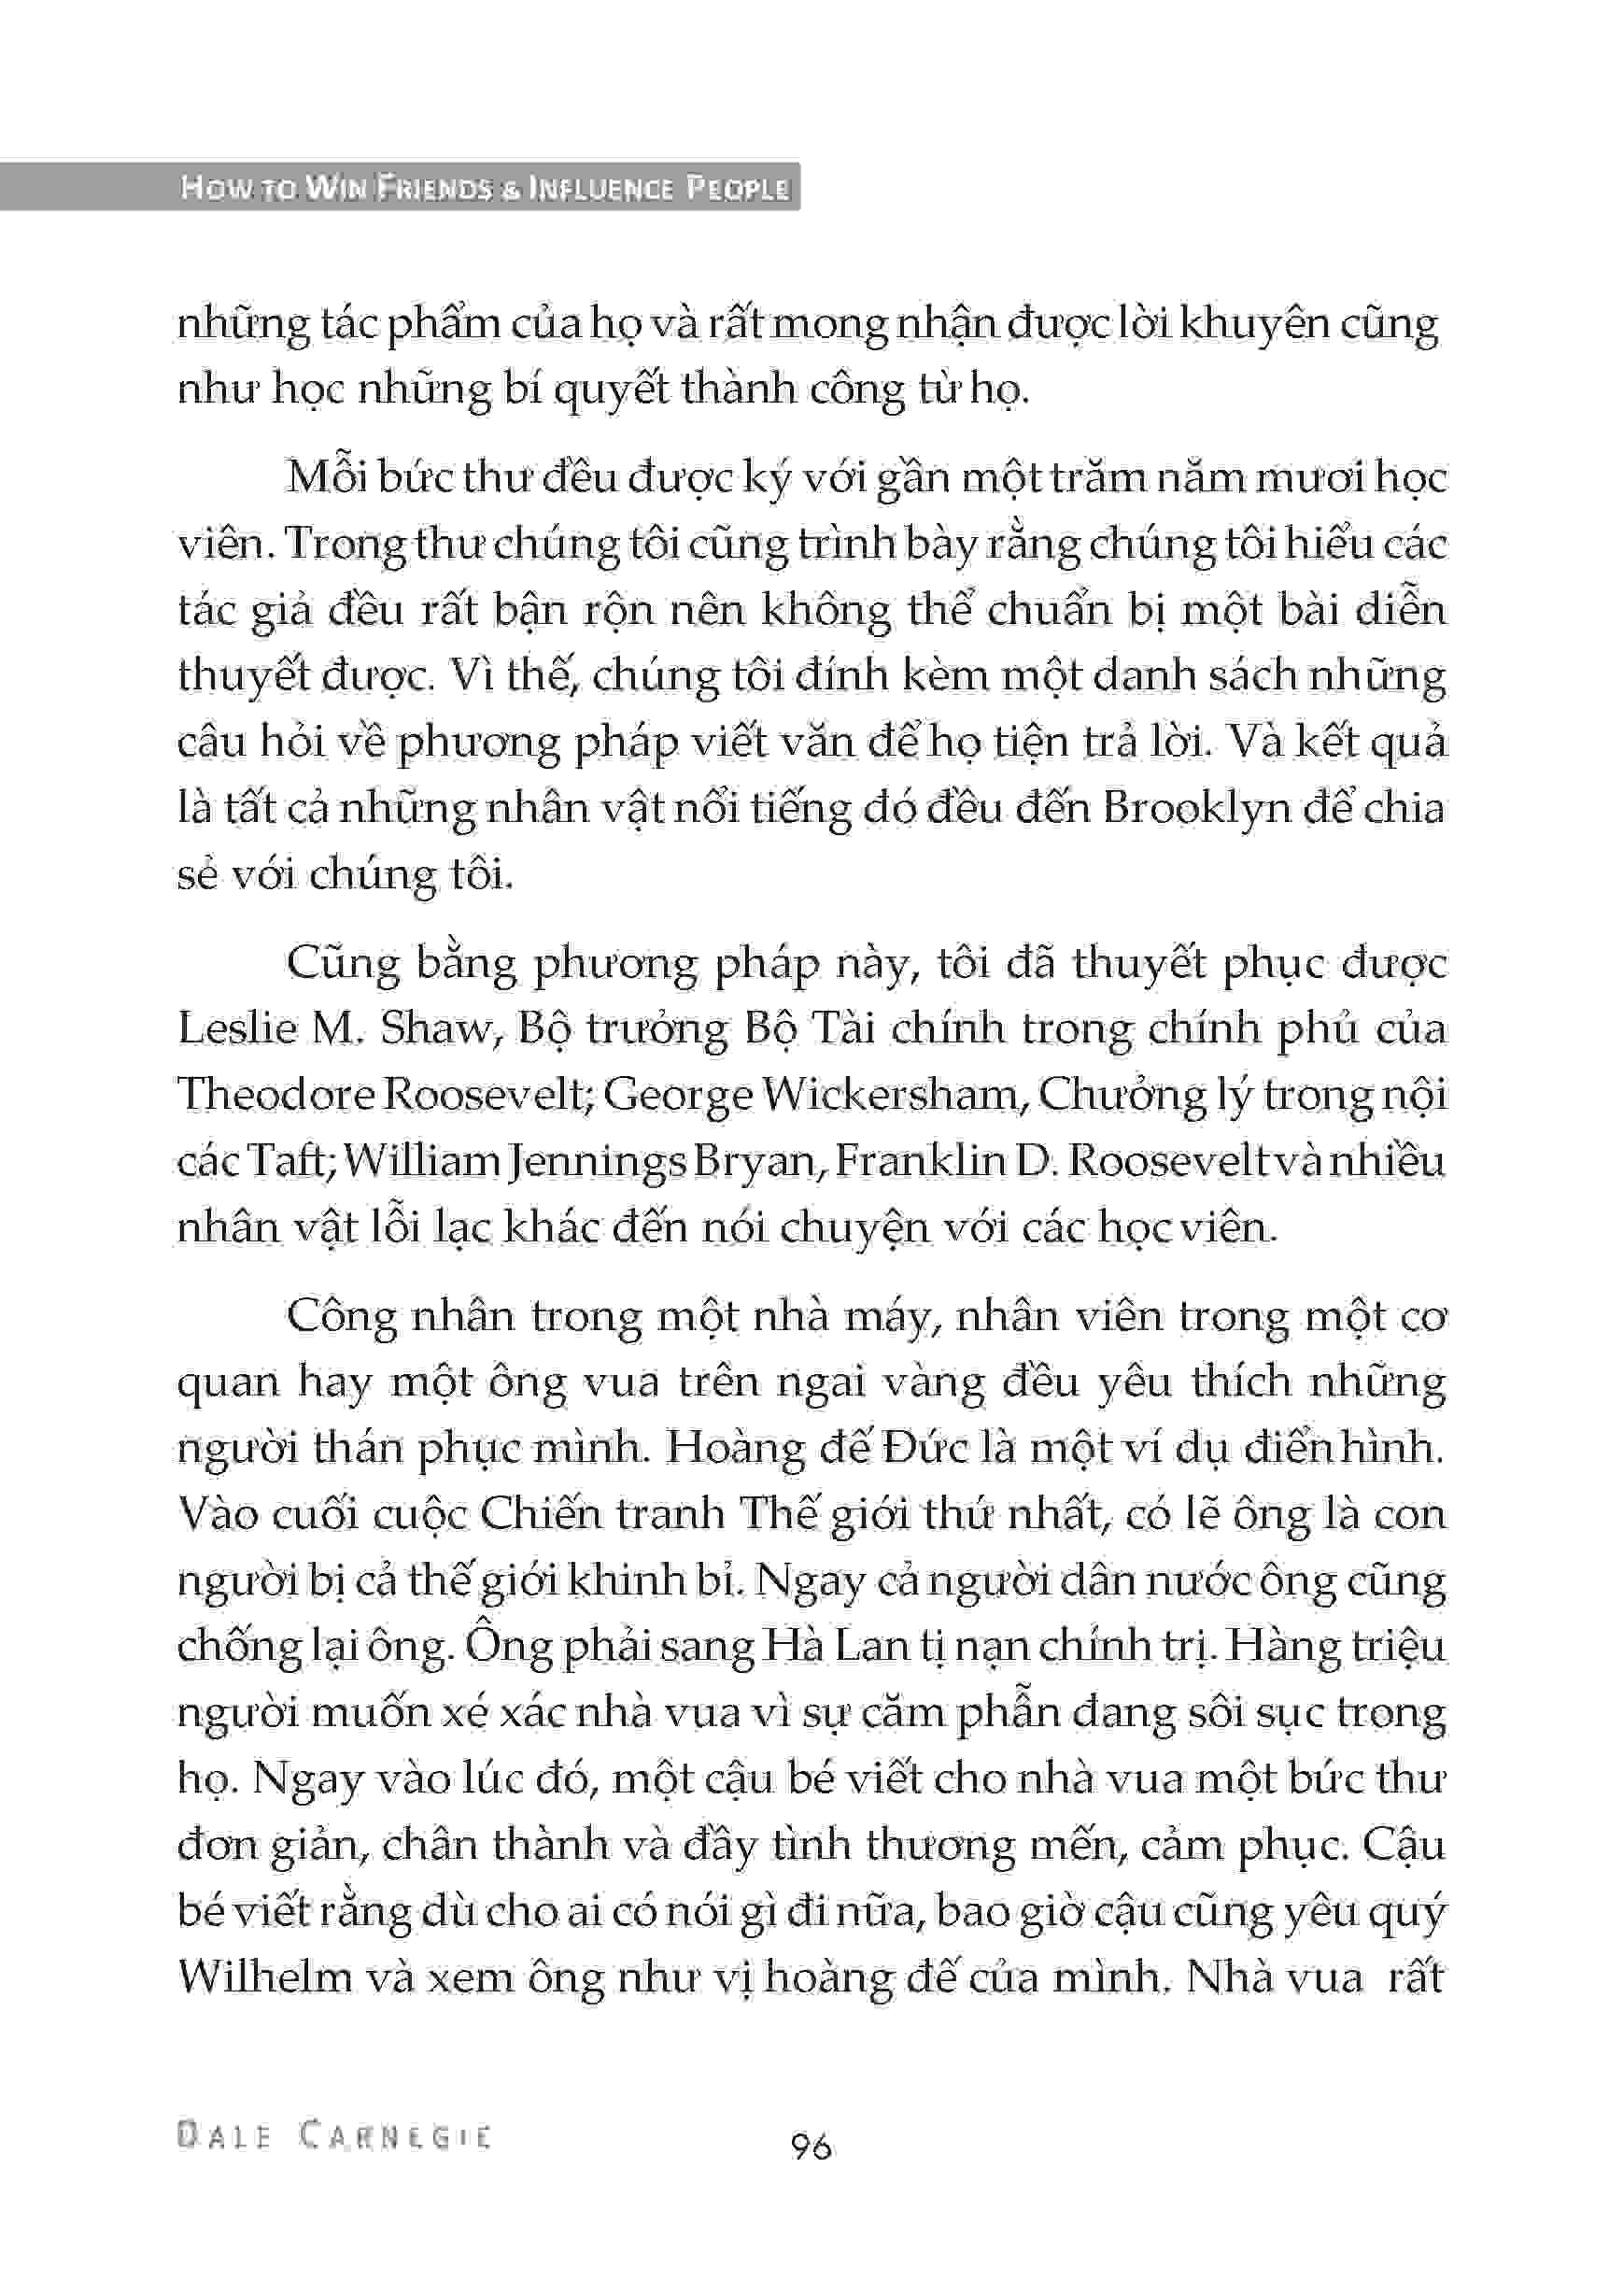 HOW TO WIN FRIENDS & INFLUENCE PEOPLE
những tác phẩm của họ và rất mong nhận được lời khuyên cũng
như học những bí quyết thành công từ họ.
Mỗi bức thư đều được ký với gần một trăm năm mươi học
viên. Trong thư chúng tôi cũng trình bày rằng chúng tôi hiểu các
tác giả đều rất bận rộn nên không thể chuẩn bị một bài diễn
thuyết được. Vì thế, chúng tôi đính kèm một danh sách những
câu hỏi về phương pháp viết văn để họ tiện trả lời. Và kết quả
là tất cả những nhân vật nổi tiếng đó đều đến Brooklyn để chia
sẻ với chúng tôi.
Cũng bằng phương pháp này, tôi đã thuyết phục được
Leslie M. Shaw, Bộ trưởng Bộ Tài chính trong chính phủ của
Theodore Roosevelt; George Wickersham, Chưởng lý trong nội
các Taft; William Jennings Bryan, Franklin D. Roosevelt và nhiều
nhân vật lỗi lạc khác đến nói chuyện với các học viên.
Công nhân trong một nhà máy, nhân viên trong một cơ
quan hay một ông vua trên ngai vàng đều yêu thích những
người thán phục mình. Hoàng đế Đức là một ví dụ điển hình.
Vào cuối cuộc Chiến tranh Thế giới thứ nhất, có lẽ ông là con
người bị cả thế giới khinh bỉ. Ngay cả người dân nước ông cũng
chống lại ông. Ông phải sang Hà Lan tị nạn chính trị. Hàng triệu
người muốn xé xác nhà vua vì sự căm phẫn đang sôi sục trong
họ. Ngay vào lúc đó, một cậu bé viết cho nhà vua một bức thư
đơn giản, chân thành và đầy tình thương mến, cảm phục. Cậu
bé viết rằng dù cho ai có nói gì đi nữa, bao giờ cậu cũng yêu quý
Wilhelm và xem ông như vị hoàng đế của mình. Nhà vua rất
DALE CARNEGIE
96